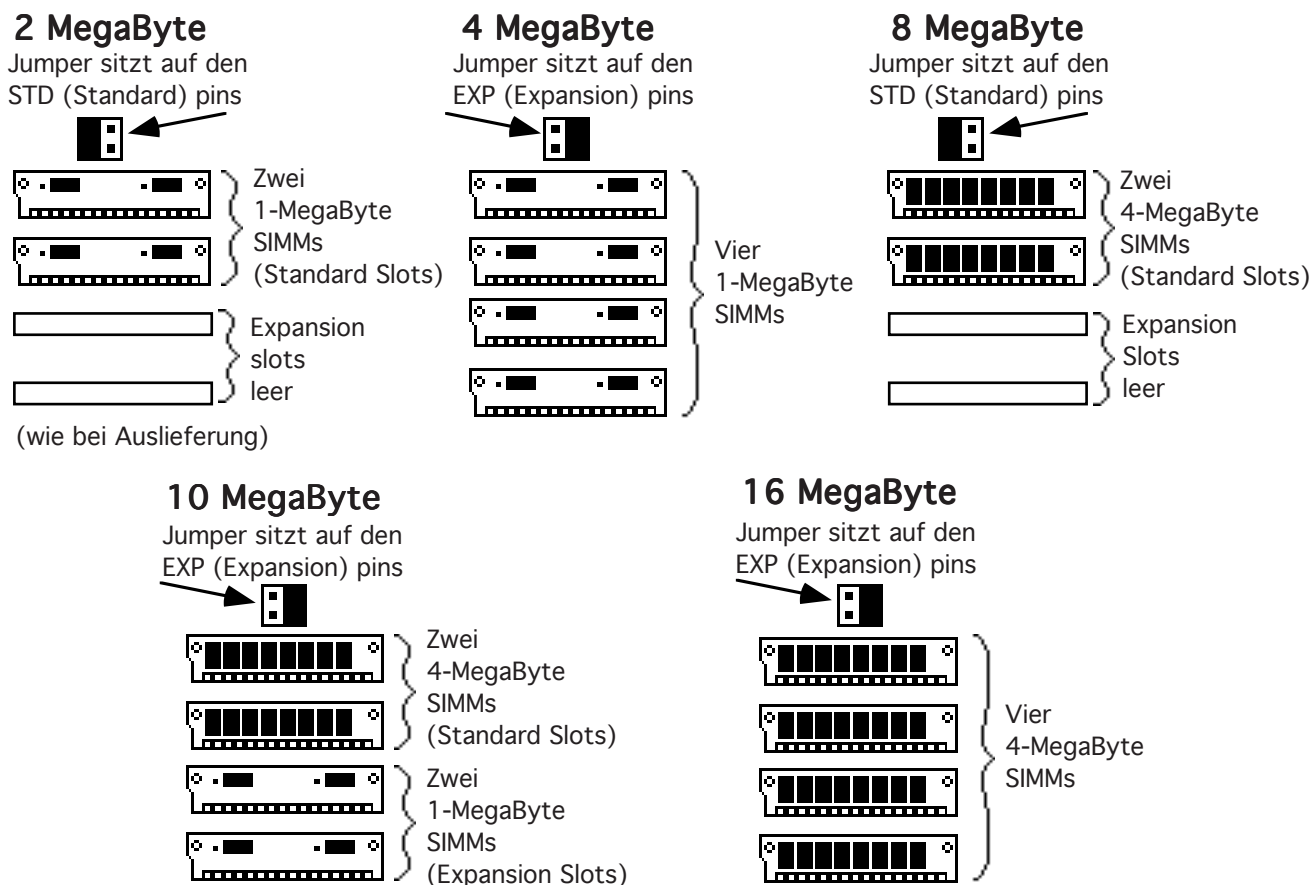 2 MegaByte
Jumper sitzt auf den
STD (Standard) pins
Zwei
1-MegaByte
SIMMs
(Standard Slots)
Expansion
slots
leer
(wie bei Auslieferung)
4 MegaByte
Jumper sitzt auf den
EXP (Expansion) pins
Vier
1-MegaByte
SIMMs
8 MegaByte
Jumper sitzt auf den
STD (Standard) pins
Zwei
4-MegaByte
SIMMs
(Standard Slots)
Expansion
Slots
leer
10 MegaByte
Jumper sitzt auf den
EXP (Expansion) pins
Zwei
4-MegaByte
SIMMs
(Standard Slots)
Zwei
1-MegaByte
SIMMs
(Expansion Slots)
16 MegaByte
Jumper sitzt auf den
EXP (Expansion) pins
Vier
4-MegaByte
SIMMs